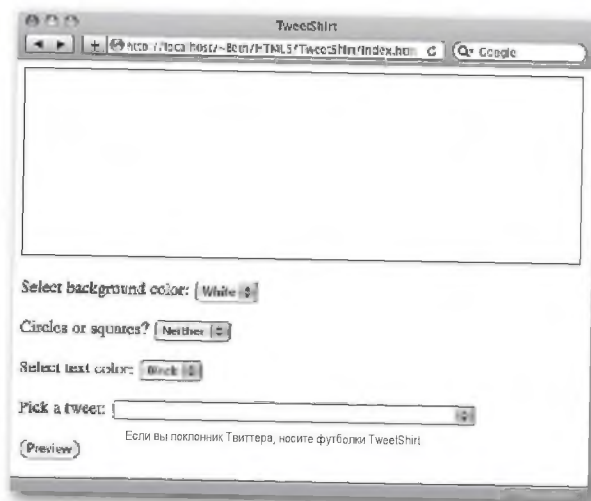 TweetShirt
http://localhost/~Beth/HTML5/TweetShirt/index.htm Google
Select background color: White
Circles or squares? Neither
Select text color: Black
Pick a tweet:
Если вы поклонник Твиттера, носите футболки TweetShirt
Preview